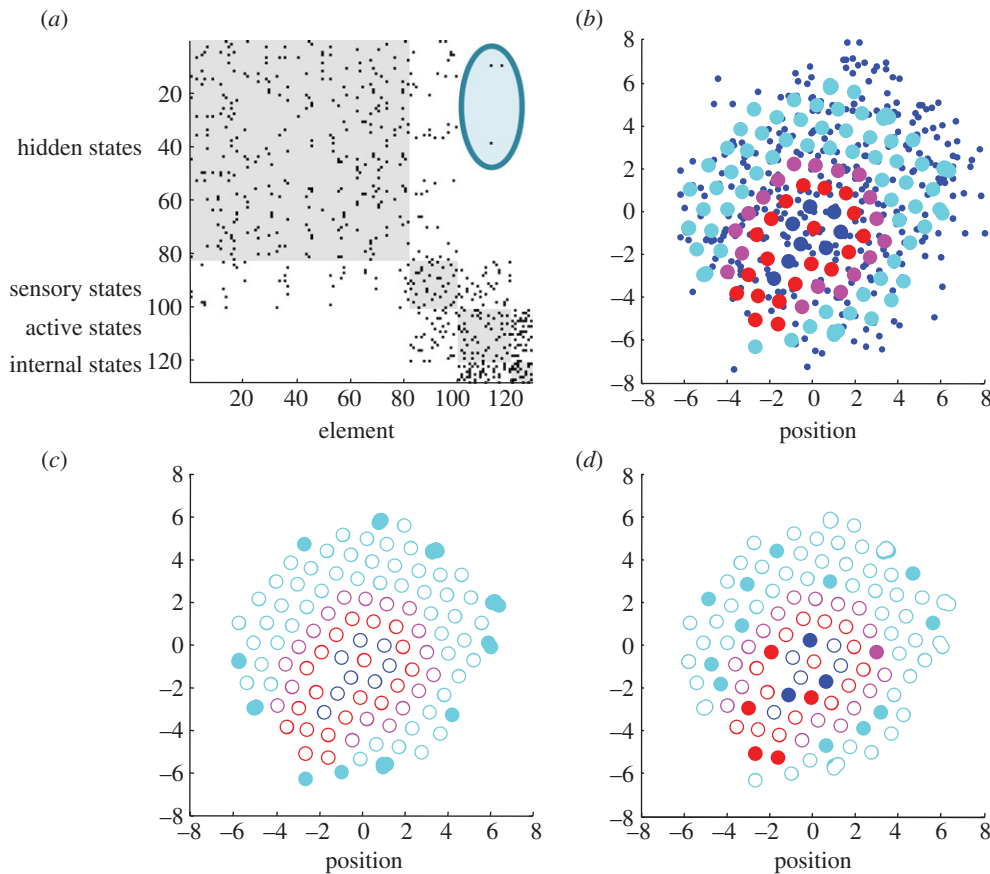 (a)
20
hidden states 40
60
80
sensory states 100
active states
internal states 120
20 40 60 80 100 120
element
(b)
8
6
4
2
0
−2
−4
−6
−8
−8 −6 −4 −2 0 2 4 6 8
position
(c)
8
6
4
2
0
−2
−4
−6
−8
−8 −6 −4 −2 0 2 4 6 8
position
(d)
8
6
4
2
0
−2
−4
−6
−8
−8 −6 −4 −2 0 2 4 6 8
position